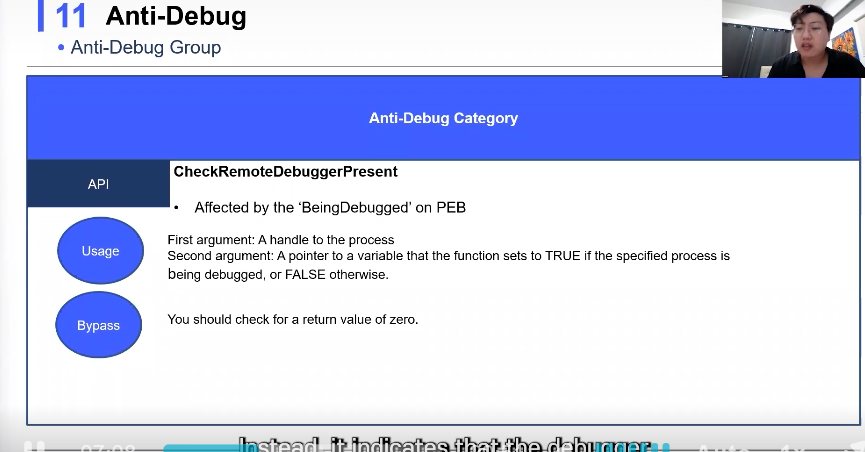 11 Anti-Debug
• Anti-Debug Group
Anti-Debug Category
API
CheckRemoteDebuggerPresent
• Affected by the ‘BeingDebugged’ on PEB
Usage
First argument: A handle to the process
Second argument: A pointer to a variable that the function sets to TRUE if the specified process is
being debugged, or FALSE otherwise.
Bypass
You should check for a return value of zero.
Instead, it indicates that the debugger